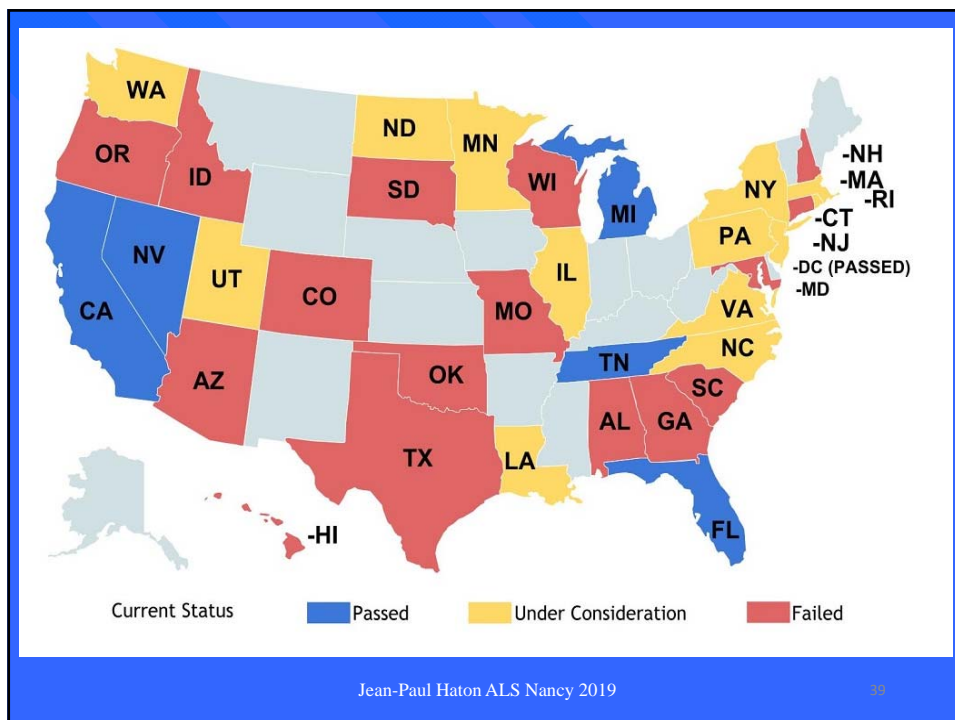 WA
ND
MN
OR
ID
SD
WI
MI
NY
-NH
-MA
-RI
-CT
-NJ
PA
-DC (PASSED)
-MD
NV
UT
CO
IL
MO
VA
NC
CA
AZ
OK
TN
SC
TX
LA
AL
GA
FL
-HI
Current Status
Passed
Under Consideration
Failed
Jean-Paul Haton ALS Nancy 2019
39